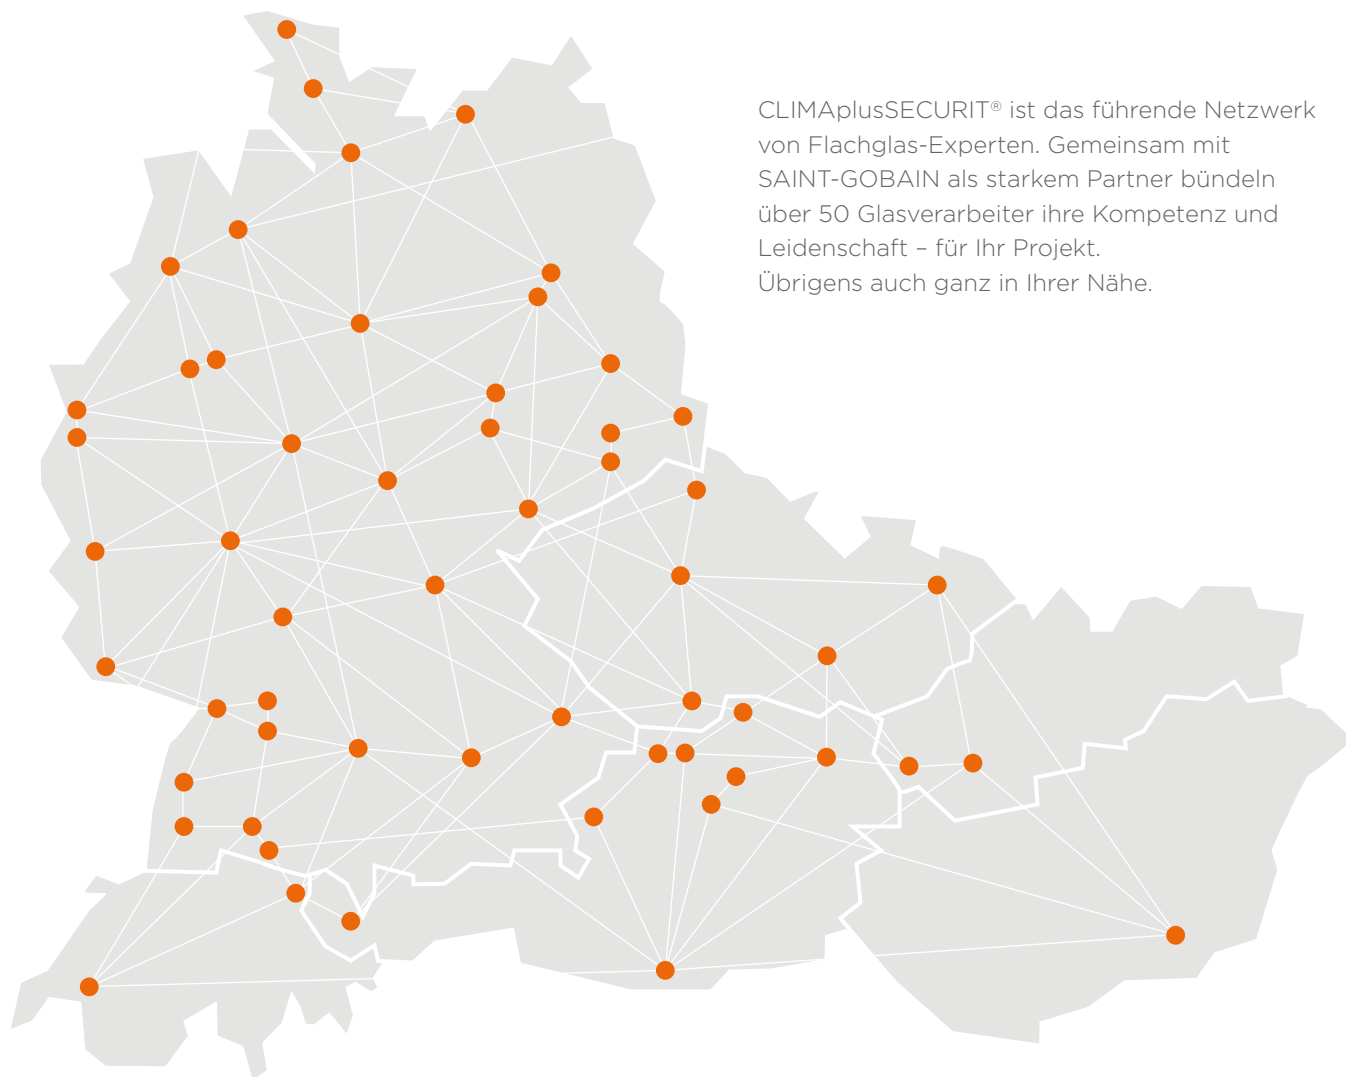 CLIMAplusSECURIT® ist das führende Netzwerk
von Flachglas-Experten. Gemeinsam mit
SAINT-GOBAIN als starkem Partner bündeln
über 50 Glasverarbeiter ihre Kompetenz und
Leidenschaft – für Ihr Projekt.
Übrigens auch ganz in Ihrer Nähe.